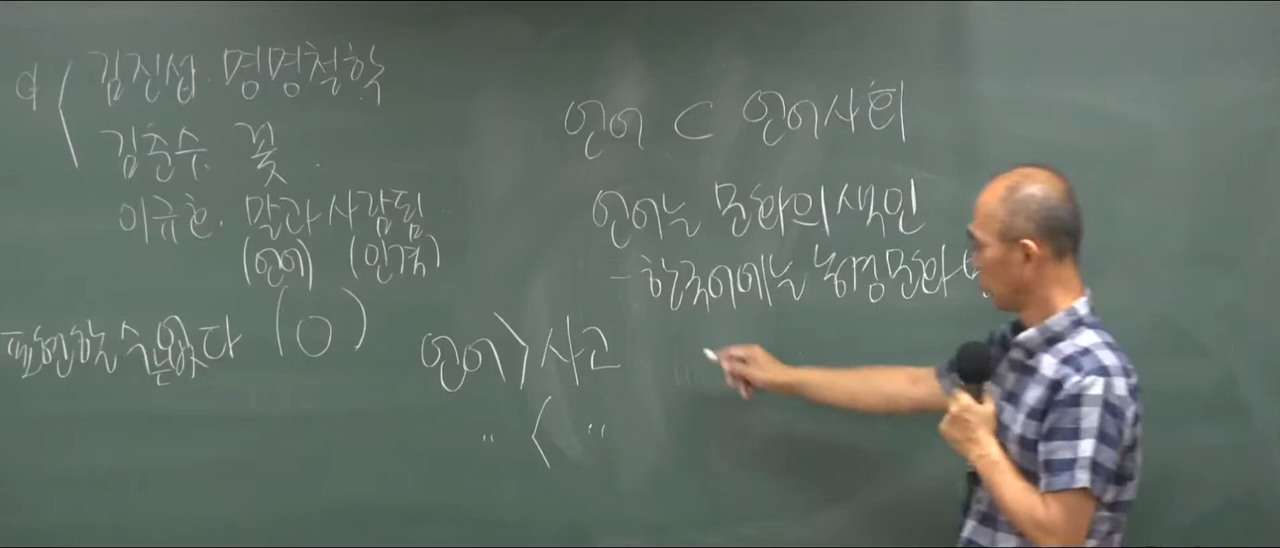 예 < 김진섭. 명명철학
김춘수. 꽃.
이규호. 말과 사람됨
(언어) (인격)
표현할 수 없다 (O)
언어 > 사고
" < "
언어 ⊂ 언어사회
언어는 문화의 색인
- 한국어에는 농경문화